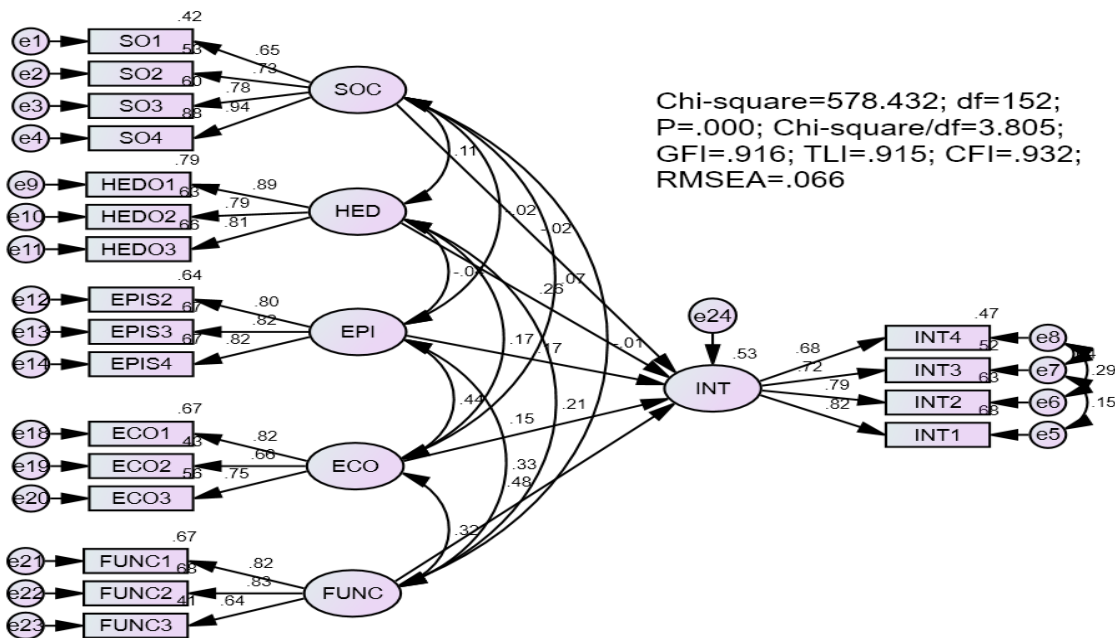 .42
e1 SO1
.53
.65
e2 SO2
.73
.60
SOC
.78
e3 SO3
.94
.88
e4 SO4
Chi-square=578.432; df=152;
P=.000; Chi-square/df=3.805;
GFI=.916; TLI=.915; CFI=.932;
RMSEA=.066
.11
.79
e9 HEDO1
.89
.63
e10 HEDO2
.79
HED
.66
.81
e11 HEDO3
.02
-.02
.07
.26
.64
e12 EPIS2
.80
.67
e13 EPIS3
.82
EPI
.67
.82
e14 EPIS4
.17
.17
-.01
e24
.53
INT
.47
.68
INT4 e8
.52
.72
INT3 e7
.29
.63
.79
INT2 e6
.15
.68
.82
INT1 e5
.44
.21
.15
.67
e18 ECO1
.82
.43
e19 ECO2
.66
ECO
.56
.75
e20 ECO3
.33
.48
.32
.67
e21 FUNC1
.82
.68
e22 FUNC2
.83
FUNC
.41
.64
e23 FUNC3